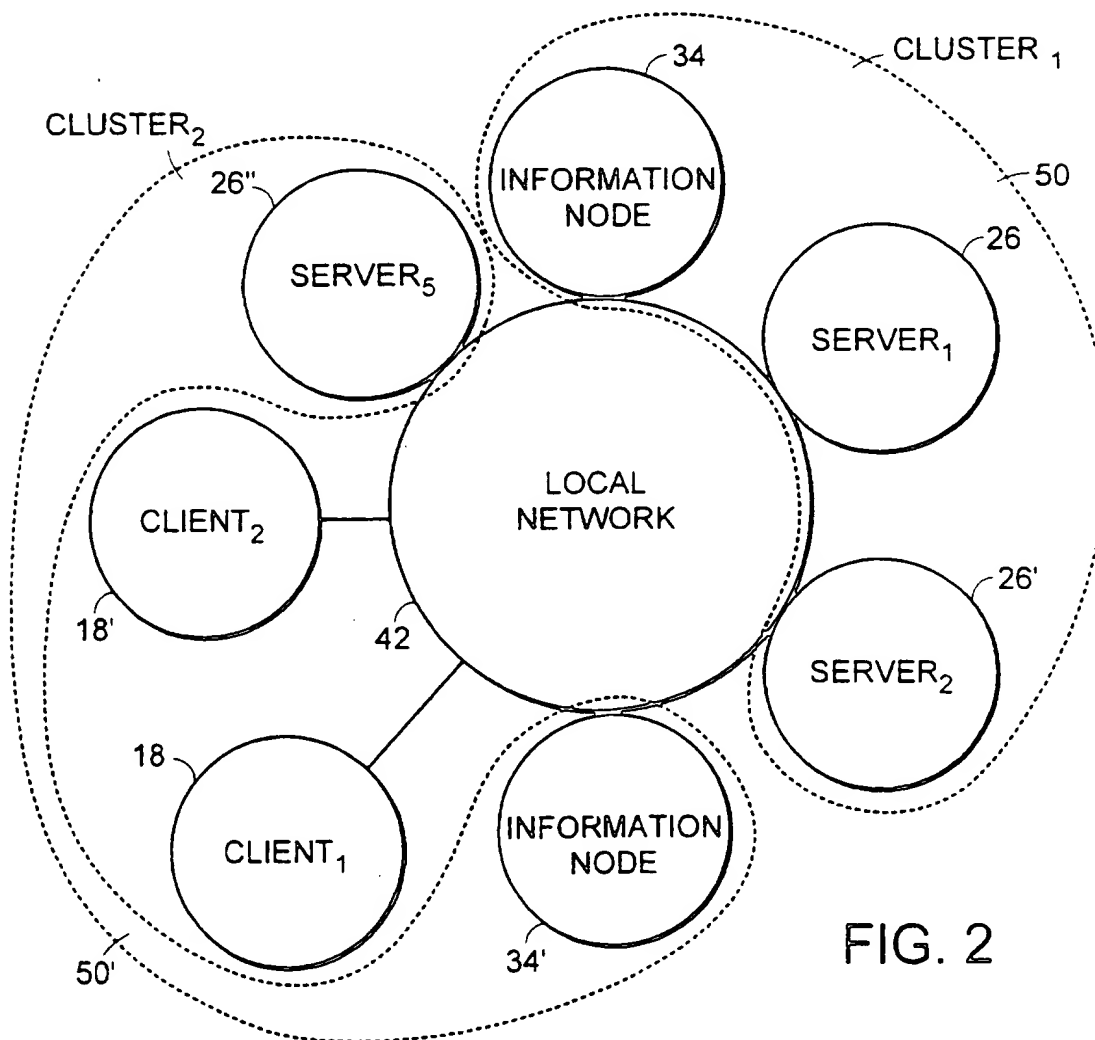 CLUSTER₁
34
CLUSTER₂
INFORMATION
NODE
50
26"
26
SERVER₅
SERVER₁
LOCAL
NETWORK
CLIENT₂
26'
18'
42
SERVER₂
18
INFORMATION
NODE
CLIENT₁
FIG. 2
50'
34'